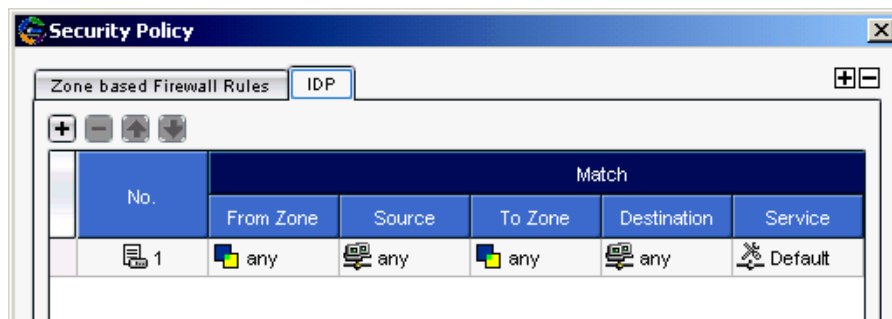 Security Policy
Zone based Firewall Rules IDP
No. Match
From Zone Source To Zone Destination Service
1 any any any any Default